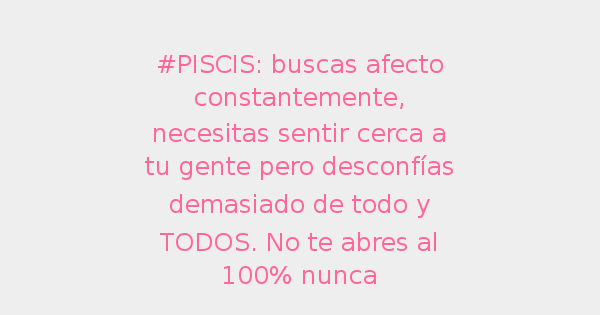 #PISCIS: buscas afecto
constantemente,
necesitas sentir cerca a
tu gente pero desconfías
demasiado de todo y
TODOS. No te abres al
100% nunca